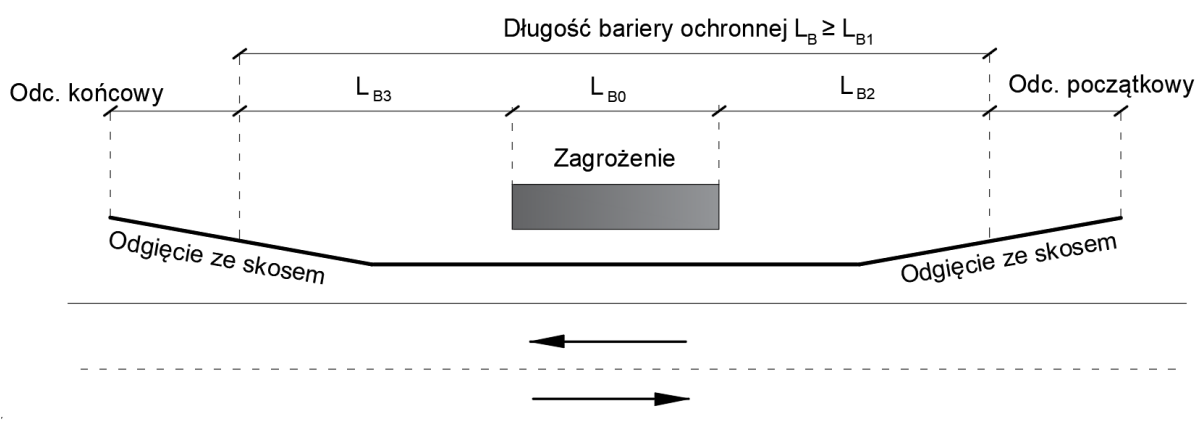 Długość bariery ochronnej L_B ≥ L_B1
Odc. końcowy
L_B3
L_B0
L_B2
Odc. początkowy
Zagrożenie
Odgięcie ze skosem
Odgięcie ze skosem